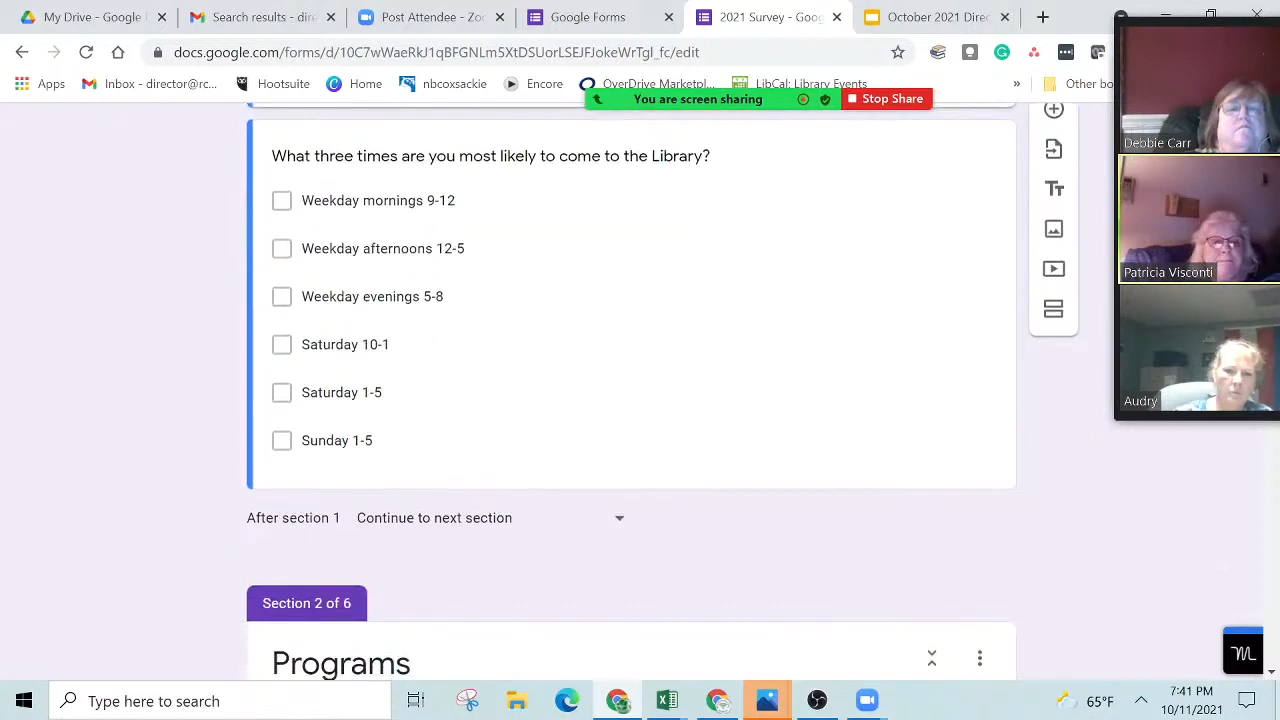 My Drive - Google
Search results - dir
Post Attendee -
Google Forms
2021 Survey - Goog
October 2021 Direc
docs.google.com/forms/d/
/edit
Apps
Inbox - director@rc...
Hootsuite
Home
rbcoxsackie
Encore
OverDrive Marketpl...
LibCal: Library Events
»
Other bo
You are screen sharing
Stop Share
What three times are you most likely to come to the Library?
Weekday mornings 9-12
Weekday afternoons 12-5
Weekday evenings 5-8
Saturday 10-1
Saturday 1-5
Sunday 1-5
After section 1 Continue to next section
Section 2 of 6
Programs
Debbie Carr
Patricia Visconti
Audry
Type here to search
65°F
7:41 PM
10/11/2021